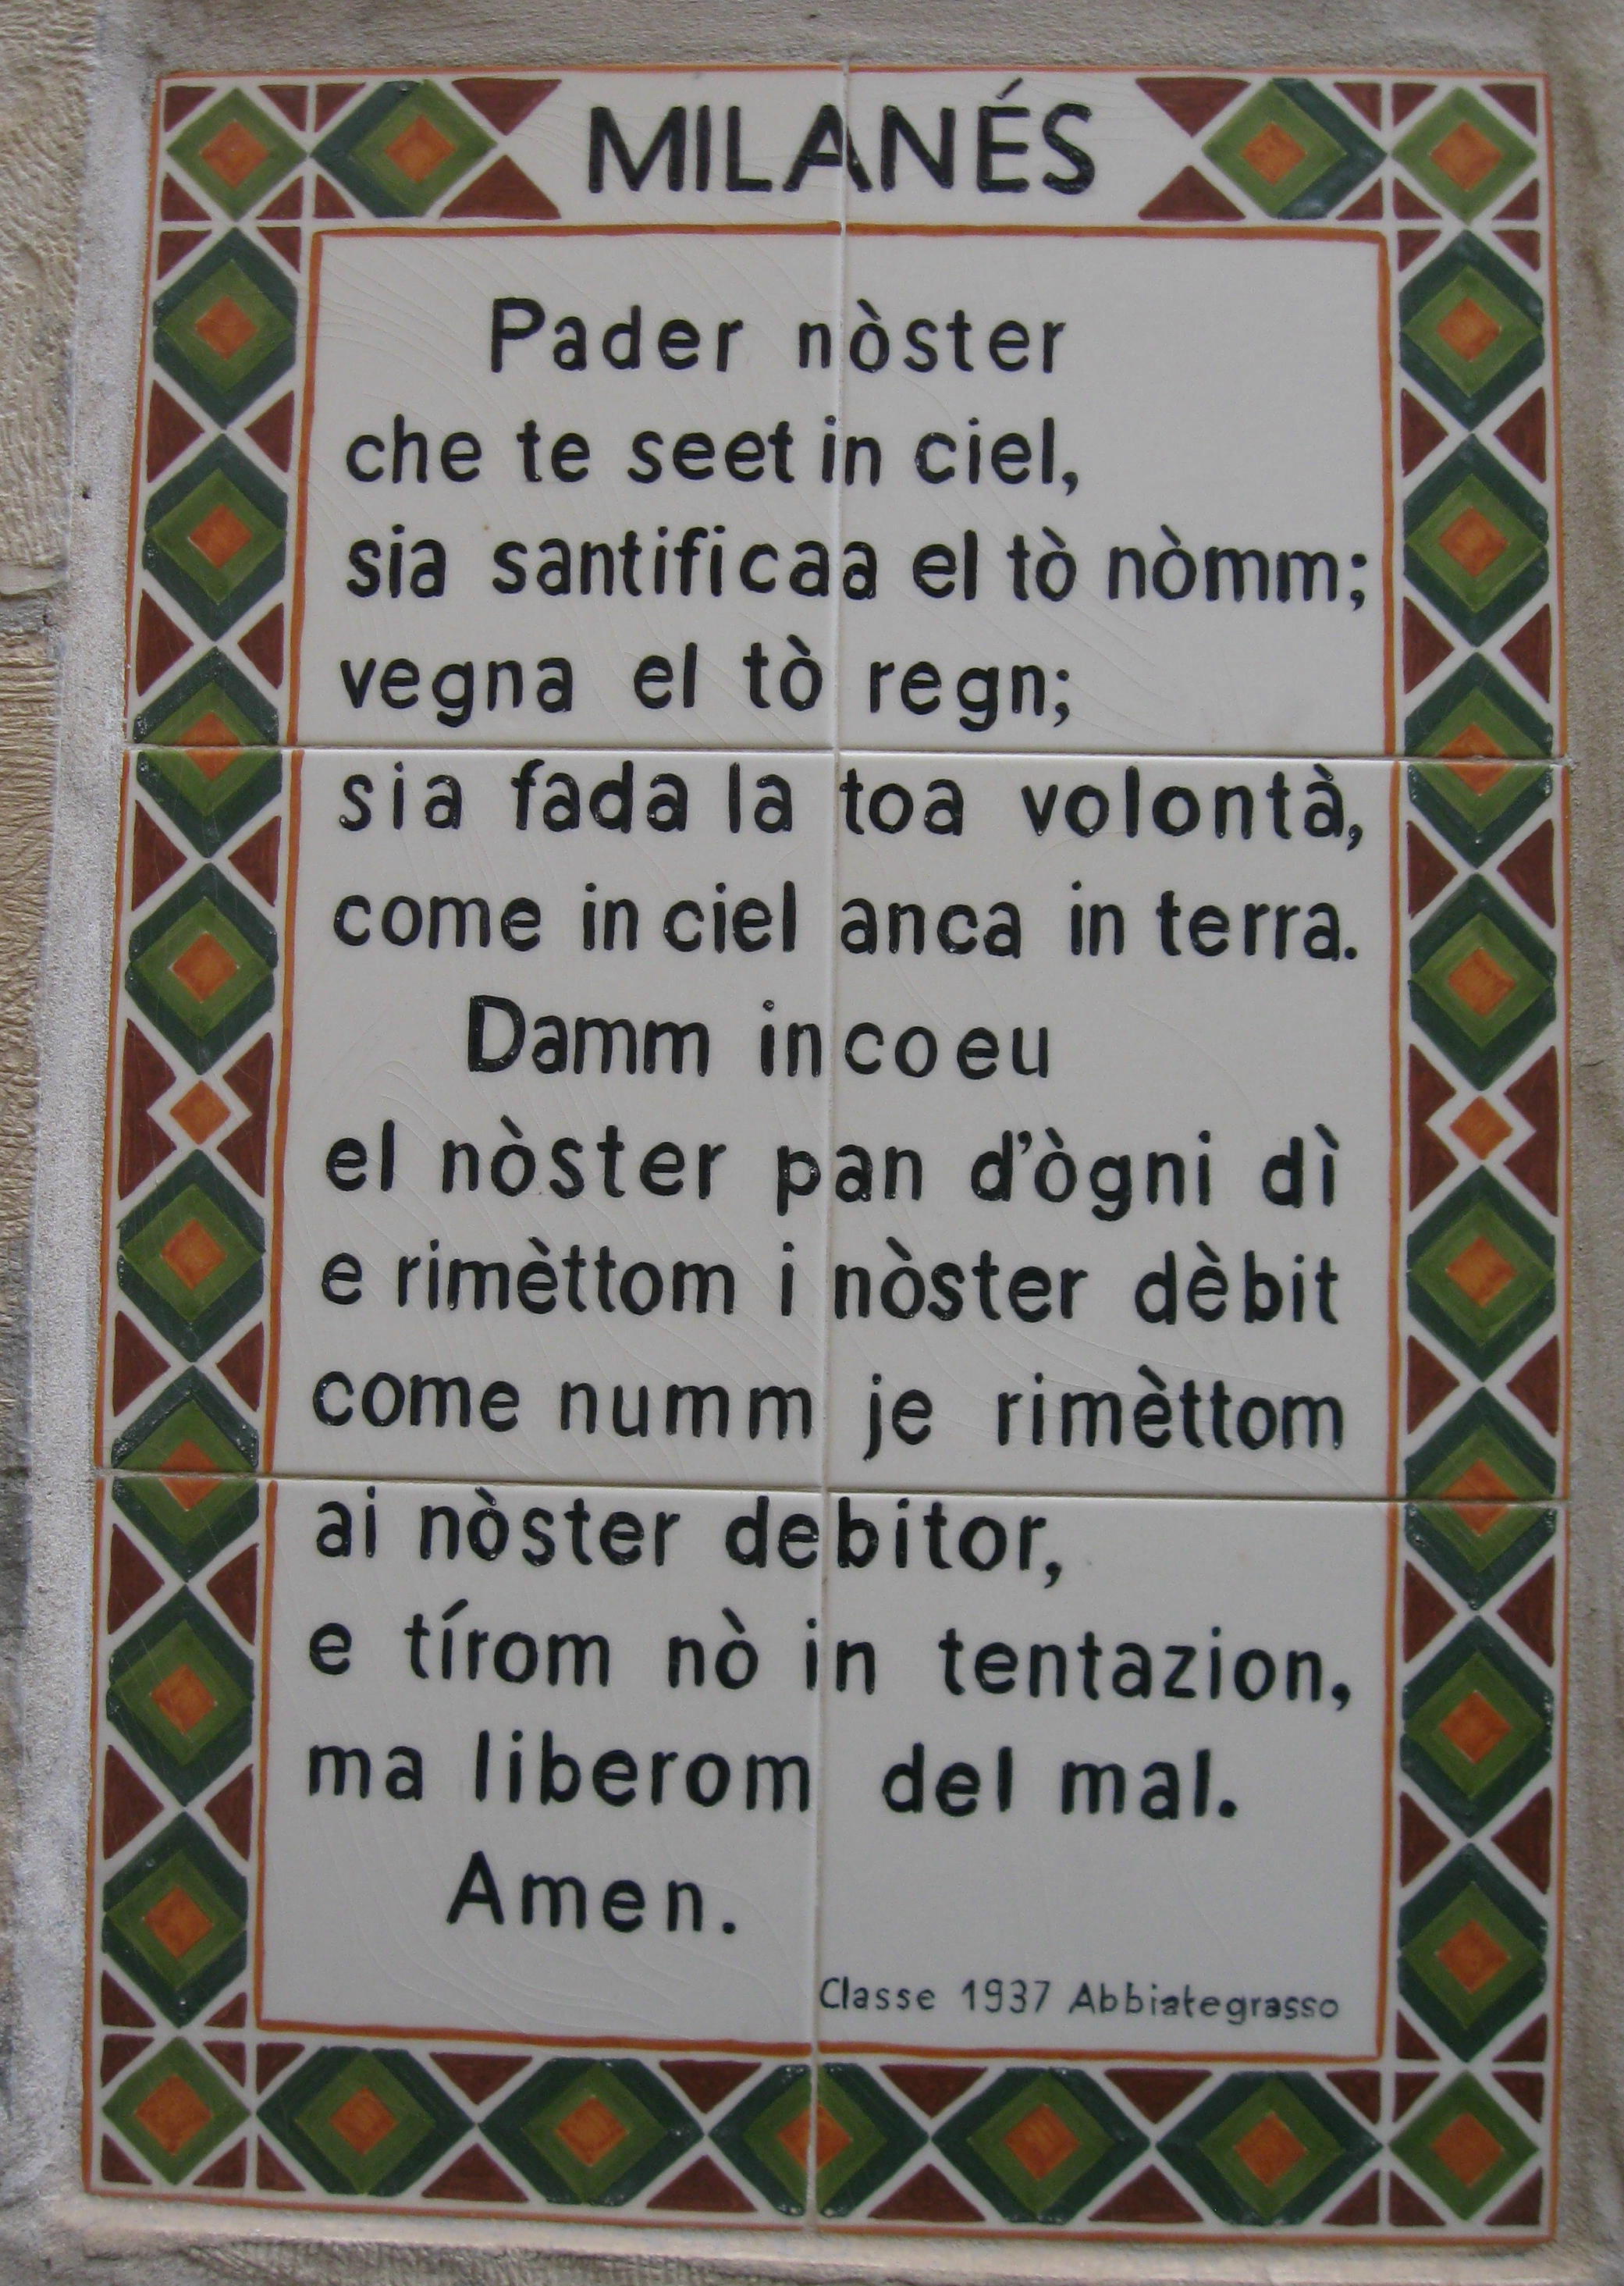 MILANÉS
Pader nòster
che te seet in ciel,
sia santificaa el tò nòmm;
vegna el tò regn;
sia fada la toa volontà,
come in ciel anca in terra.
Damm incoeu
el nòster pan d'ògni dì
e rimèttom i nòster dèbit
come numm je rimèttom
ai nòster debitor,
e tírom nò in tentazion,
ma liberom del mal.
Amen.
Classe 1937 Abbiategrasso